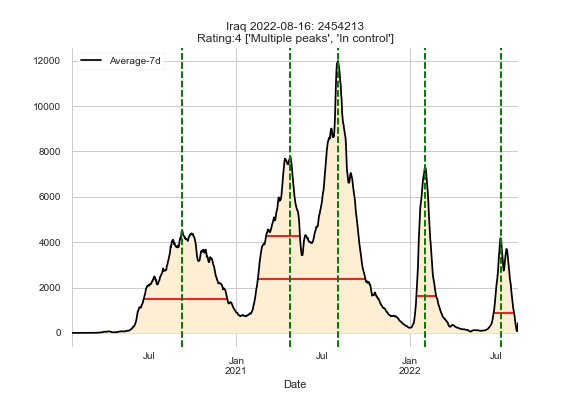 Iraq 2022-08-16: 2454213
Rating:4 ['Multiple peaks', 'In control']
Average-7d
12000
10000
8000
6000
4000
2000
0
Jul
Jan
2021
Jul
Jan
2022
Jul
Date